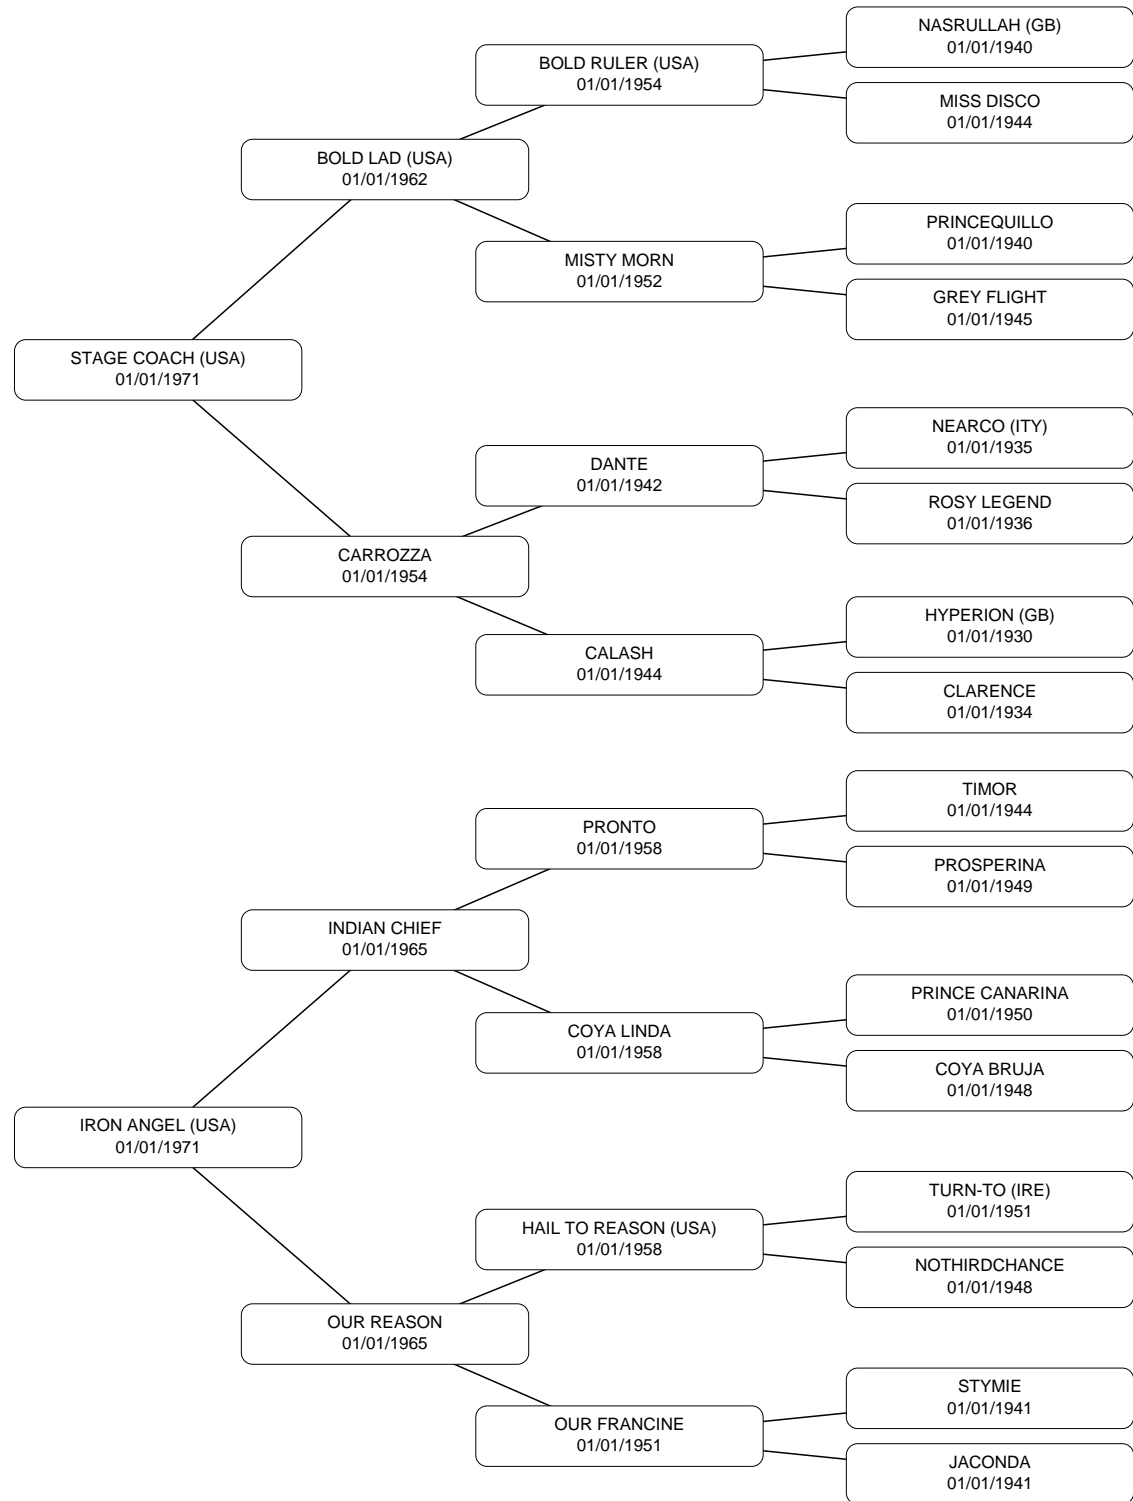 NASRULLAH (GB)
01/01/1940
BOLD RULER (USA)
01/01/1954
MISS DISCO
01/01/1944
BOLD LAD (USA)
01/01/1962
PRINCEQUILLO
01/01/1940
MISTY MORN
01/01/1952
GREY FLIGHT
01/01/1945
STAGE COACH (USA)
01/01/1971
NEARCO (ITY)
01/01/1935
DANTE
01/01/1942
ROSY LEGEND
01/01/1936
CARROZZA
01/01/1954
HYPERION (GB)
01/01/1930
CALASH
01/01/1944
CLARENCE
01/01/1934
TIMOR
01/01/1944
PRONTO
01/01/1958
PROSPERINA
01/01/1949
INDIAN CHIEF
01/01/1965
PRINCE CANARINA
01/01/1950
COYA LINDA
01/01/1958
COYA BRUJA
01/01/1948
IRON ANGEL (USA)
01/01/1971
TURN-TO (IRE)
01/01/1951
HAIL TO REASON (USA)
01/01/1958
NOTHIRDCHANCE
01/01/1948
OUR REASON
01/01/1965
STYMIE
01/01/1941
OUR FRANCINE
01/01/1951
JACONDA
01/01/1941